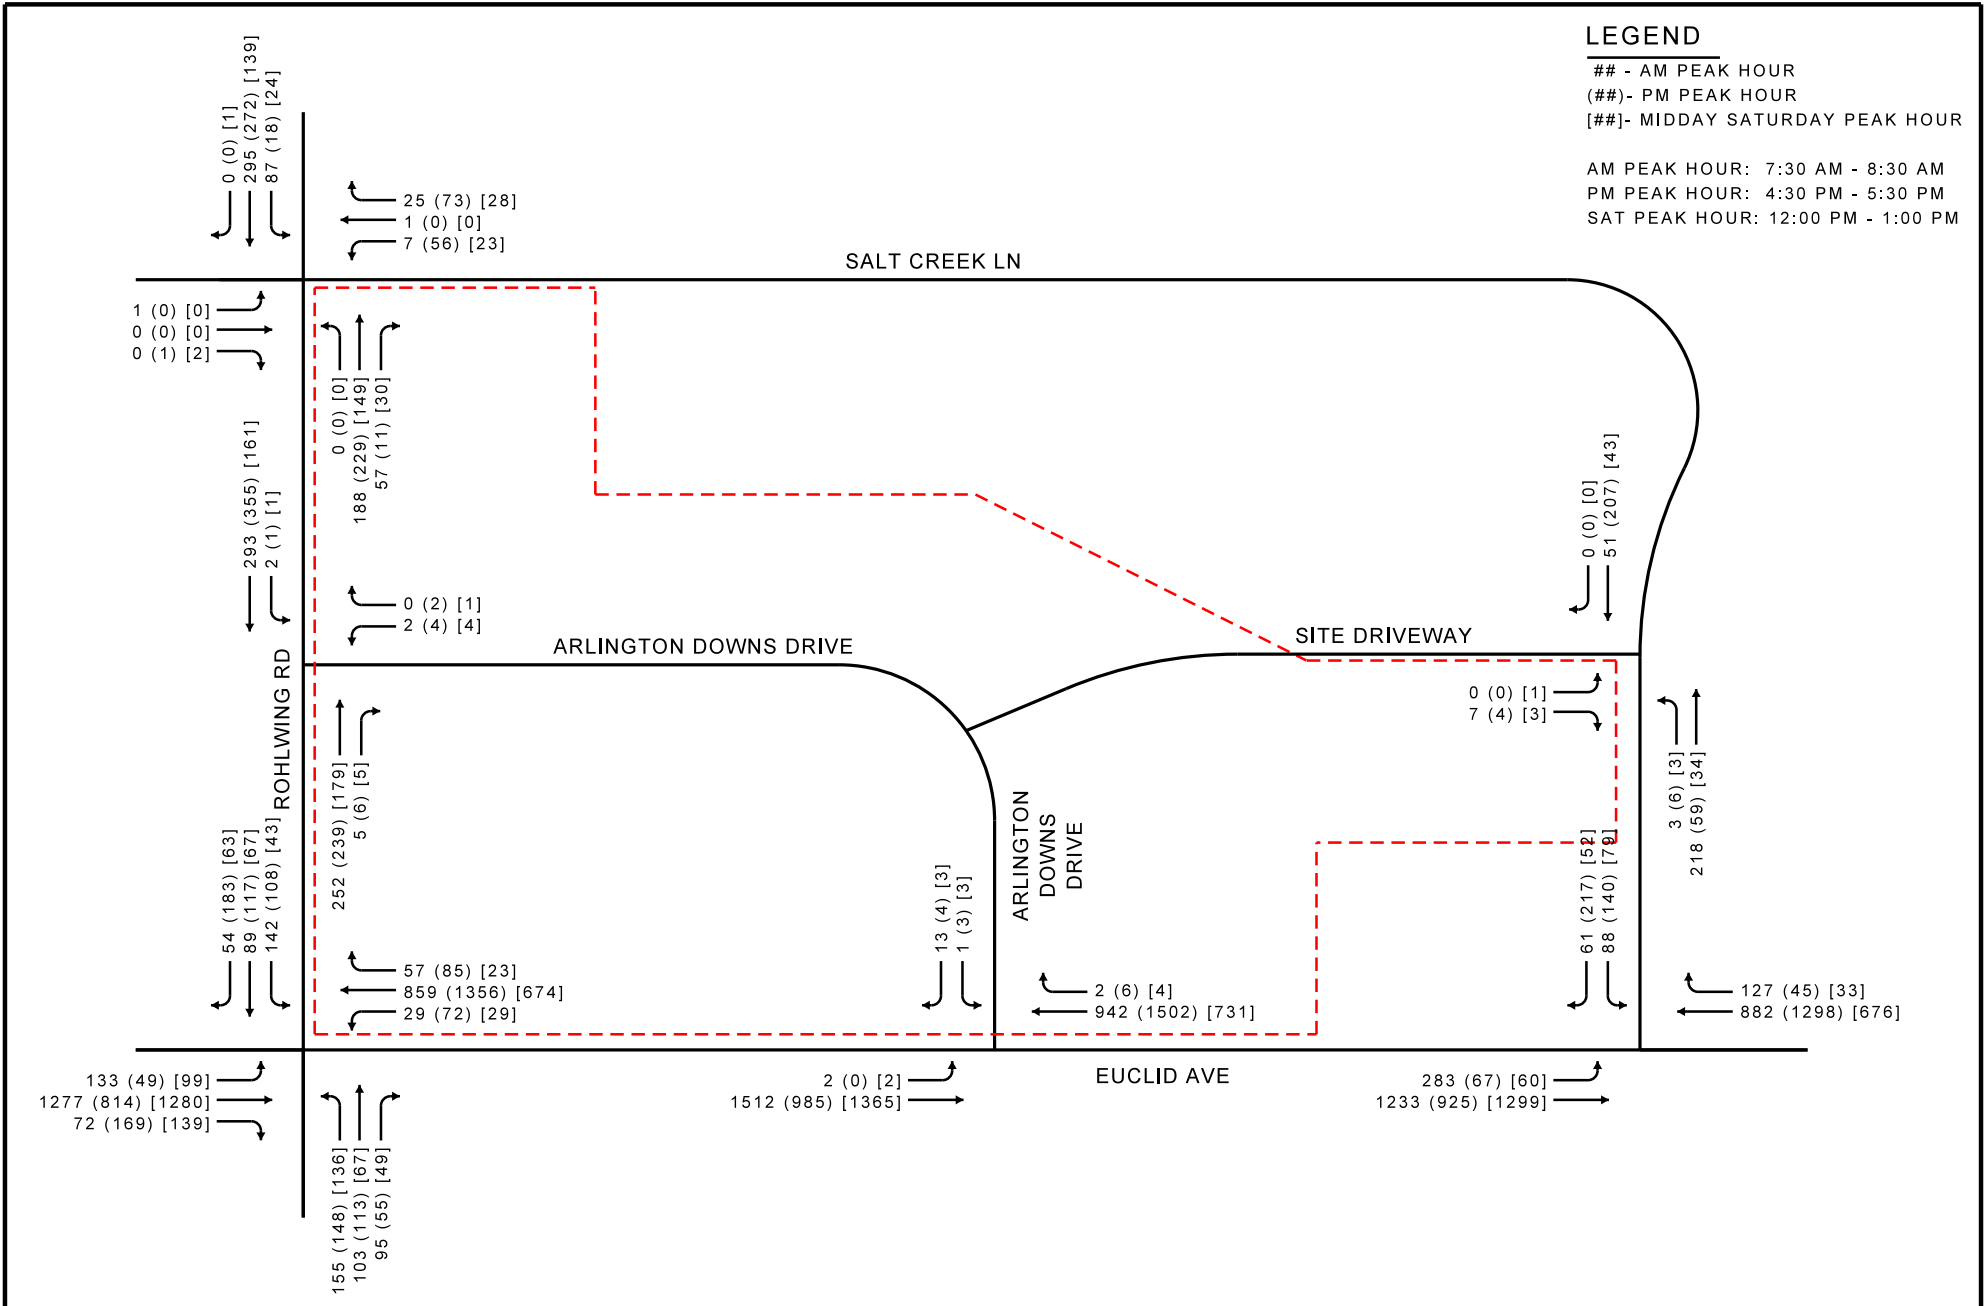 LEGEND
## - AM PEAK HOUR
(##)- PM PEAK HOUR
[##]- MIDDAY SATURDAY PEAK HOUR
AM PEAK HOUR: 7:30 AM - 8:30 AM
PM PEAK HOUR: 4:30 PM - 5:30 PM
SAT PEAK HOUR: 12:00 PM - 1:00 PM
0 (0) [1]
295 (272) [139]
87 (18) [24]
25 (73) [28]
1 (0) [0]
7 (56) [23]
SALT CREEK LN
1 (0) [0]
0 (0) [0]
0 (1) [2]
0 (0) [0]
188 (229) [149]
57 (11) [30]
293 (355) [161]
2 (1) [1]
0 (0) [0]
51 (207) [43]
0 (2) [1]
2 (4) [4]
ARLINGTON DOWNS DRIVE
SITE DRIVEWAY
ROHLWING RD
0 (0) [1]
7 (4) [3]
252 (239) [179]
5 (6) [5]
3 (6) [3]
218 (59) [34]
54 (183) [63]
89 (117) [67]
142 (108) [43]
ARLINGTON
DOWNS
DRIVE
13 (4) [3]
1 (3) [3]
61 (217) [52]
88 (140) [79]
57 (85) [23]
859 (1356) [674]
29 (72) [29]
2 (6) [4]
942 (1502) [731]
127 (45) [33]
882 (1298) [676]
EUCLID AVE
133 (49) [99]
1277 (814) [1280]
72 (169) [139]
2 (0) [2]
1512 (985) [1365]
283 (67) [60]
1233 (925) [1299]
155 (148) [136]
103 (113) [67]
95 (55) [49]